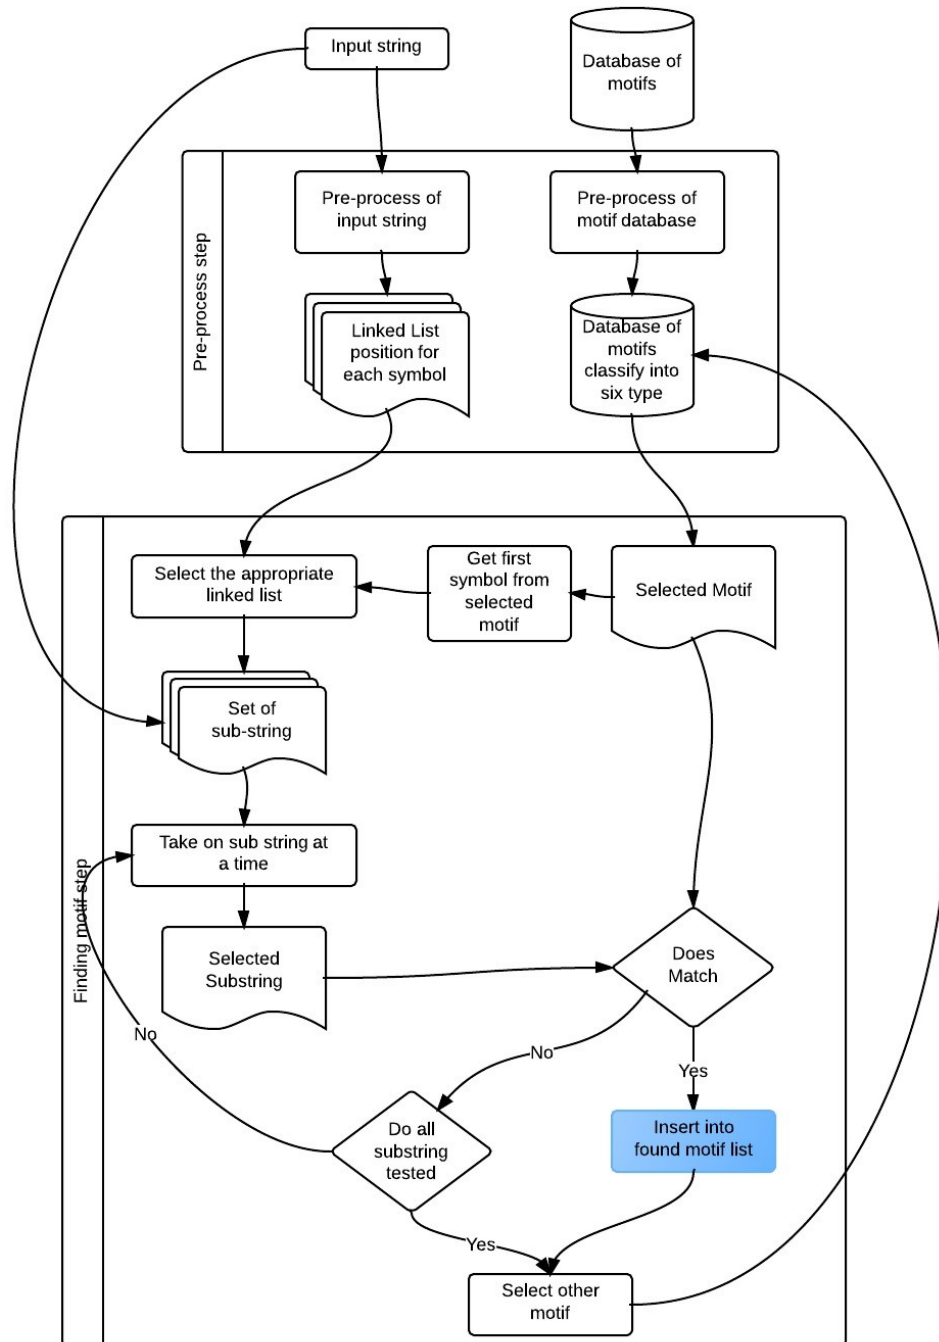 Input string
Database of
motifs
Pre-process step
Pre-process of
input string
Pre-process of
motif database
Linked List
position for
each symbol
Database of
motifs
classify into
six type
Finding motif step
Select the appropriate
linked list
Get first
symbol from
selected
motif
Selected Motif
Set of
sub-string
Take on sub string at
a time
Selected
Substring
Does
Match
No
No
Yes
Do all
substring
tested
Insert into
found motif list
Yes
Select other
motif